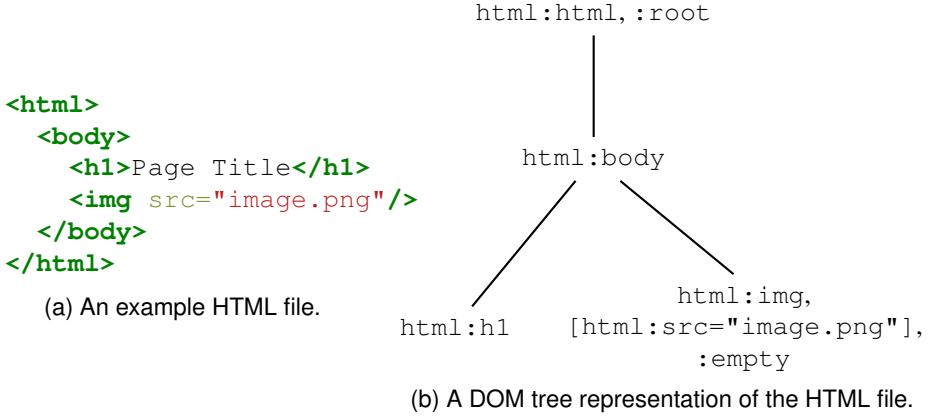 <html>
<body>
<h1>Page Title</h1>
<img src="image.png"/>
</body>
</html>
(a) An example HTML file.
html:html, :root
html:body
html:h1
html:img,
[html:src="image.png"],
:empty
(b) A DOM tree representation of the HTML file.